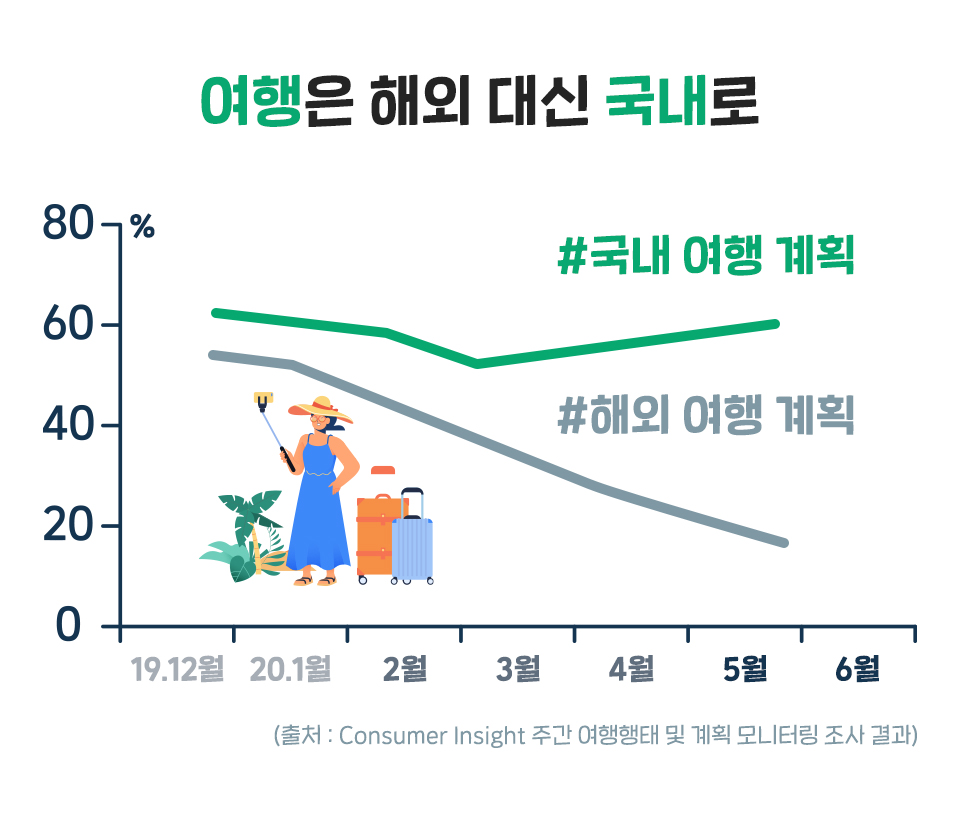 여행은 해외 대신 국내로
80 %
#국내 여행 계획
60
#해외 여행 계획
40
20
0
19.12월 20.1월 2월 3월 4월 5월 6월
(출처 : Consumer Insight 주간 여행행태 및 계획 모니터링 조사 결과)